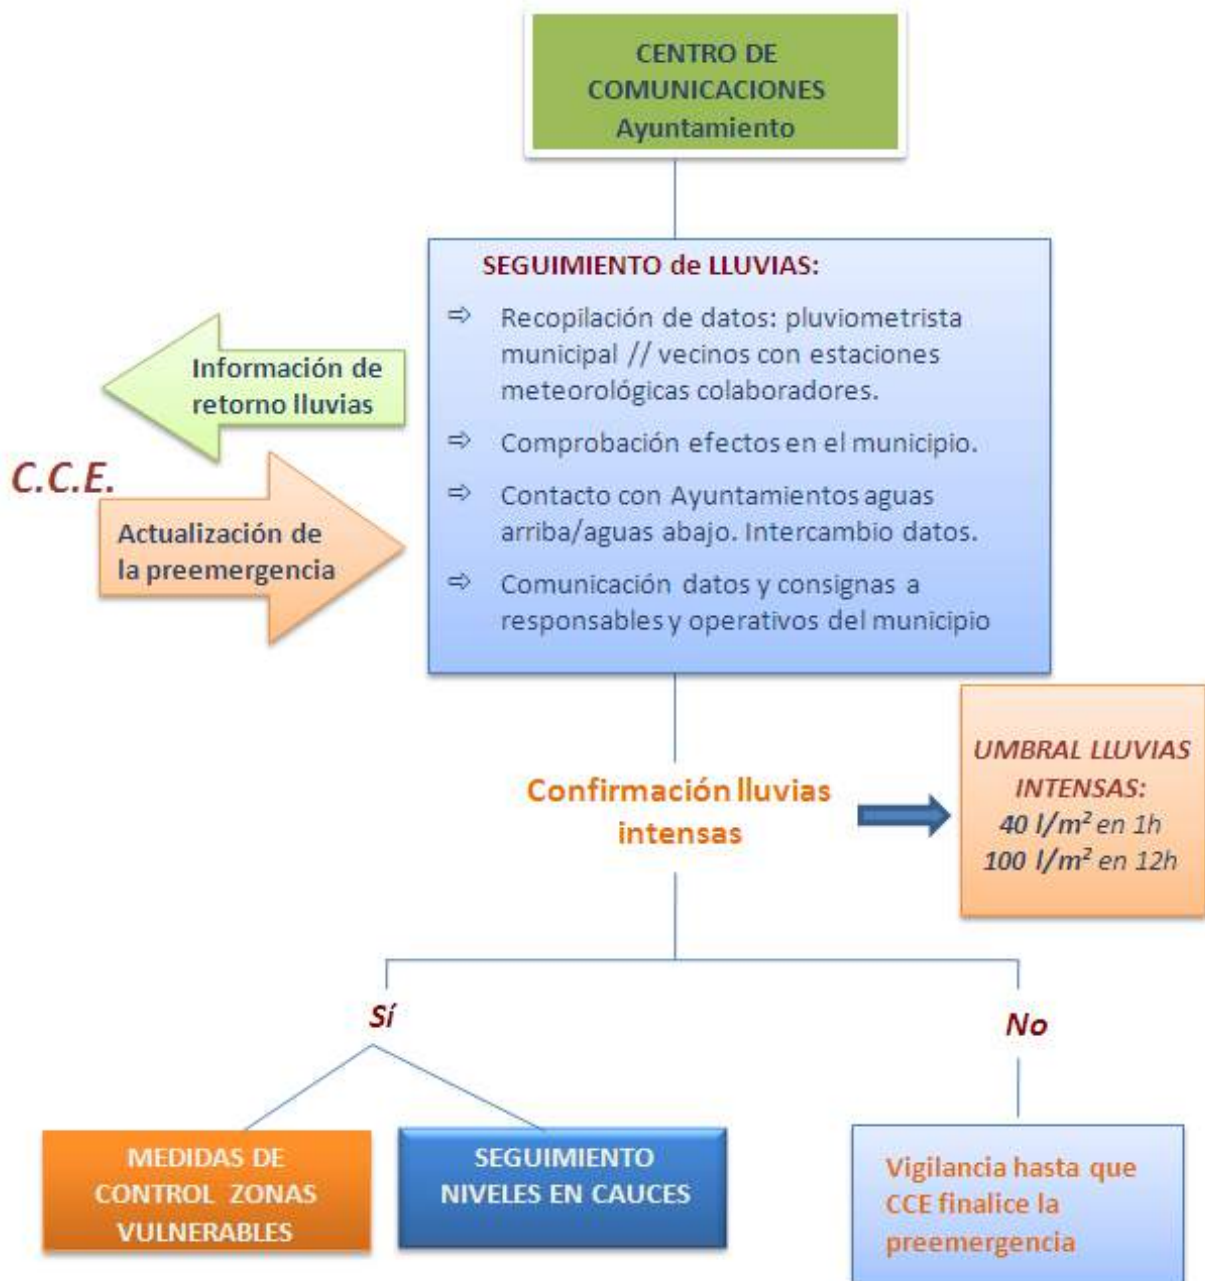 CENTRO DE
COMUNICACIONES
Ayuntamiento
SEGUIMIENTO de LLUVIAS:
⇨ Recopilación de datos: pluviometrista
municipal // vecinos con estaciones
meteorológicas colaboradores.
⇨ Comprobación efectos en el municipio.
⇨ Contacto con Ayuntamientos aguas
arriba/aguas abajo. Intercambio datos.
⇨ Comunicación datos y consignas a
responsables y operativos del municipio
Información de
retorno lluvias
C.C.E.
Actualización de
la preemergencia
Confirmación lluvias
intensas
UMBRAL LLUVIAS
INTENSAS:
40 l/m² en 1h
100 l/m² en 12h
Sí
No
MEDIDAS DE
CONTROL ZONAS
VULNERABLES
SEGUIMIENTO
NIVELES EN CAUCES
Vigilancia hasta que
CCE finalice la
preemergencia